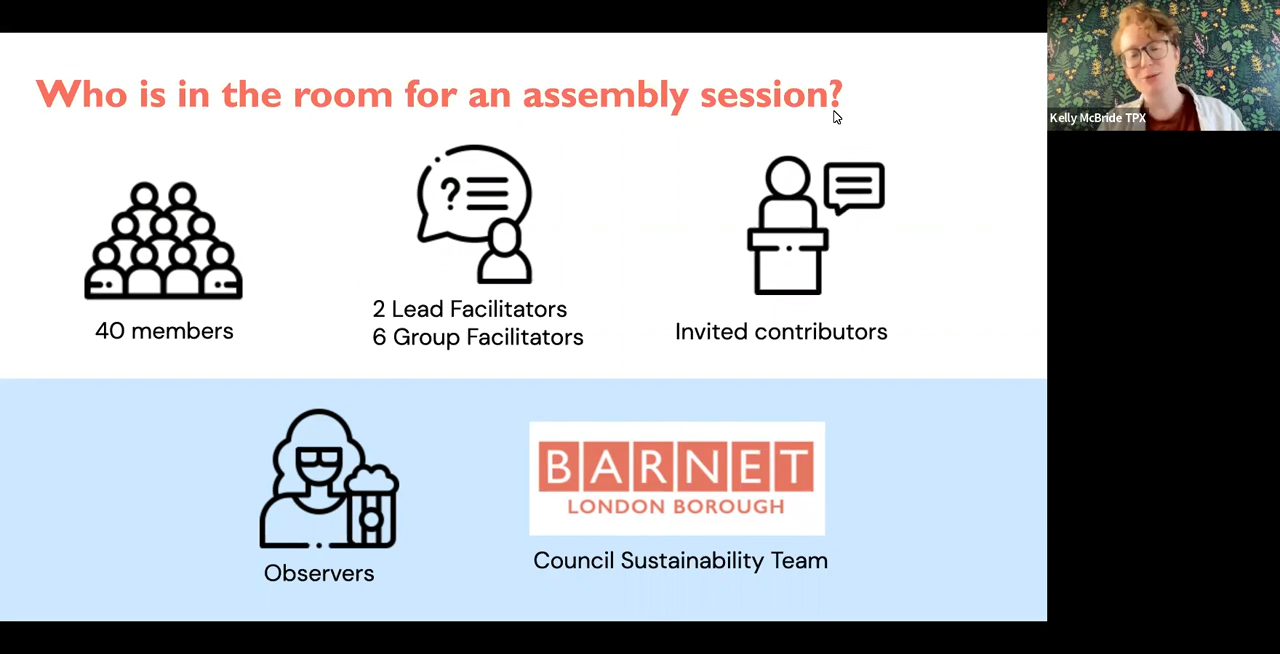 Who is in the room for an assembly session?
Kelly McBride TPX
?
40 members
2 Lead Facilitators
6 Group Facilitators
Invited contributors
BARNET
LONDON BOROUGH
Observers
Council Sustainability Team